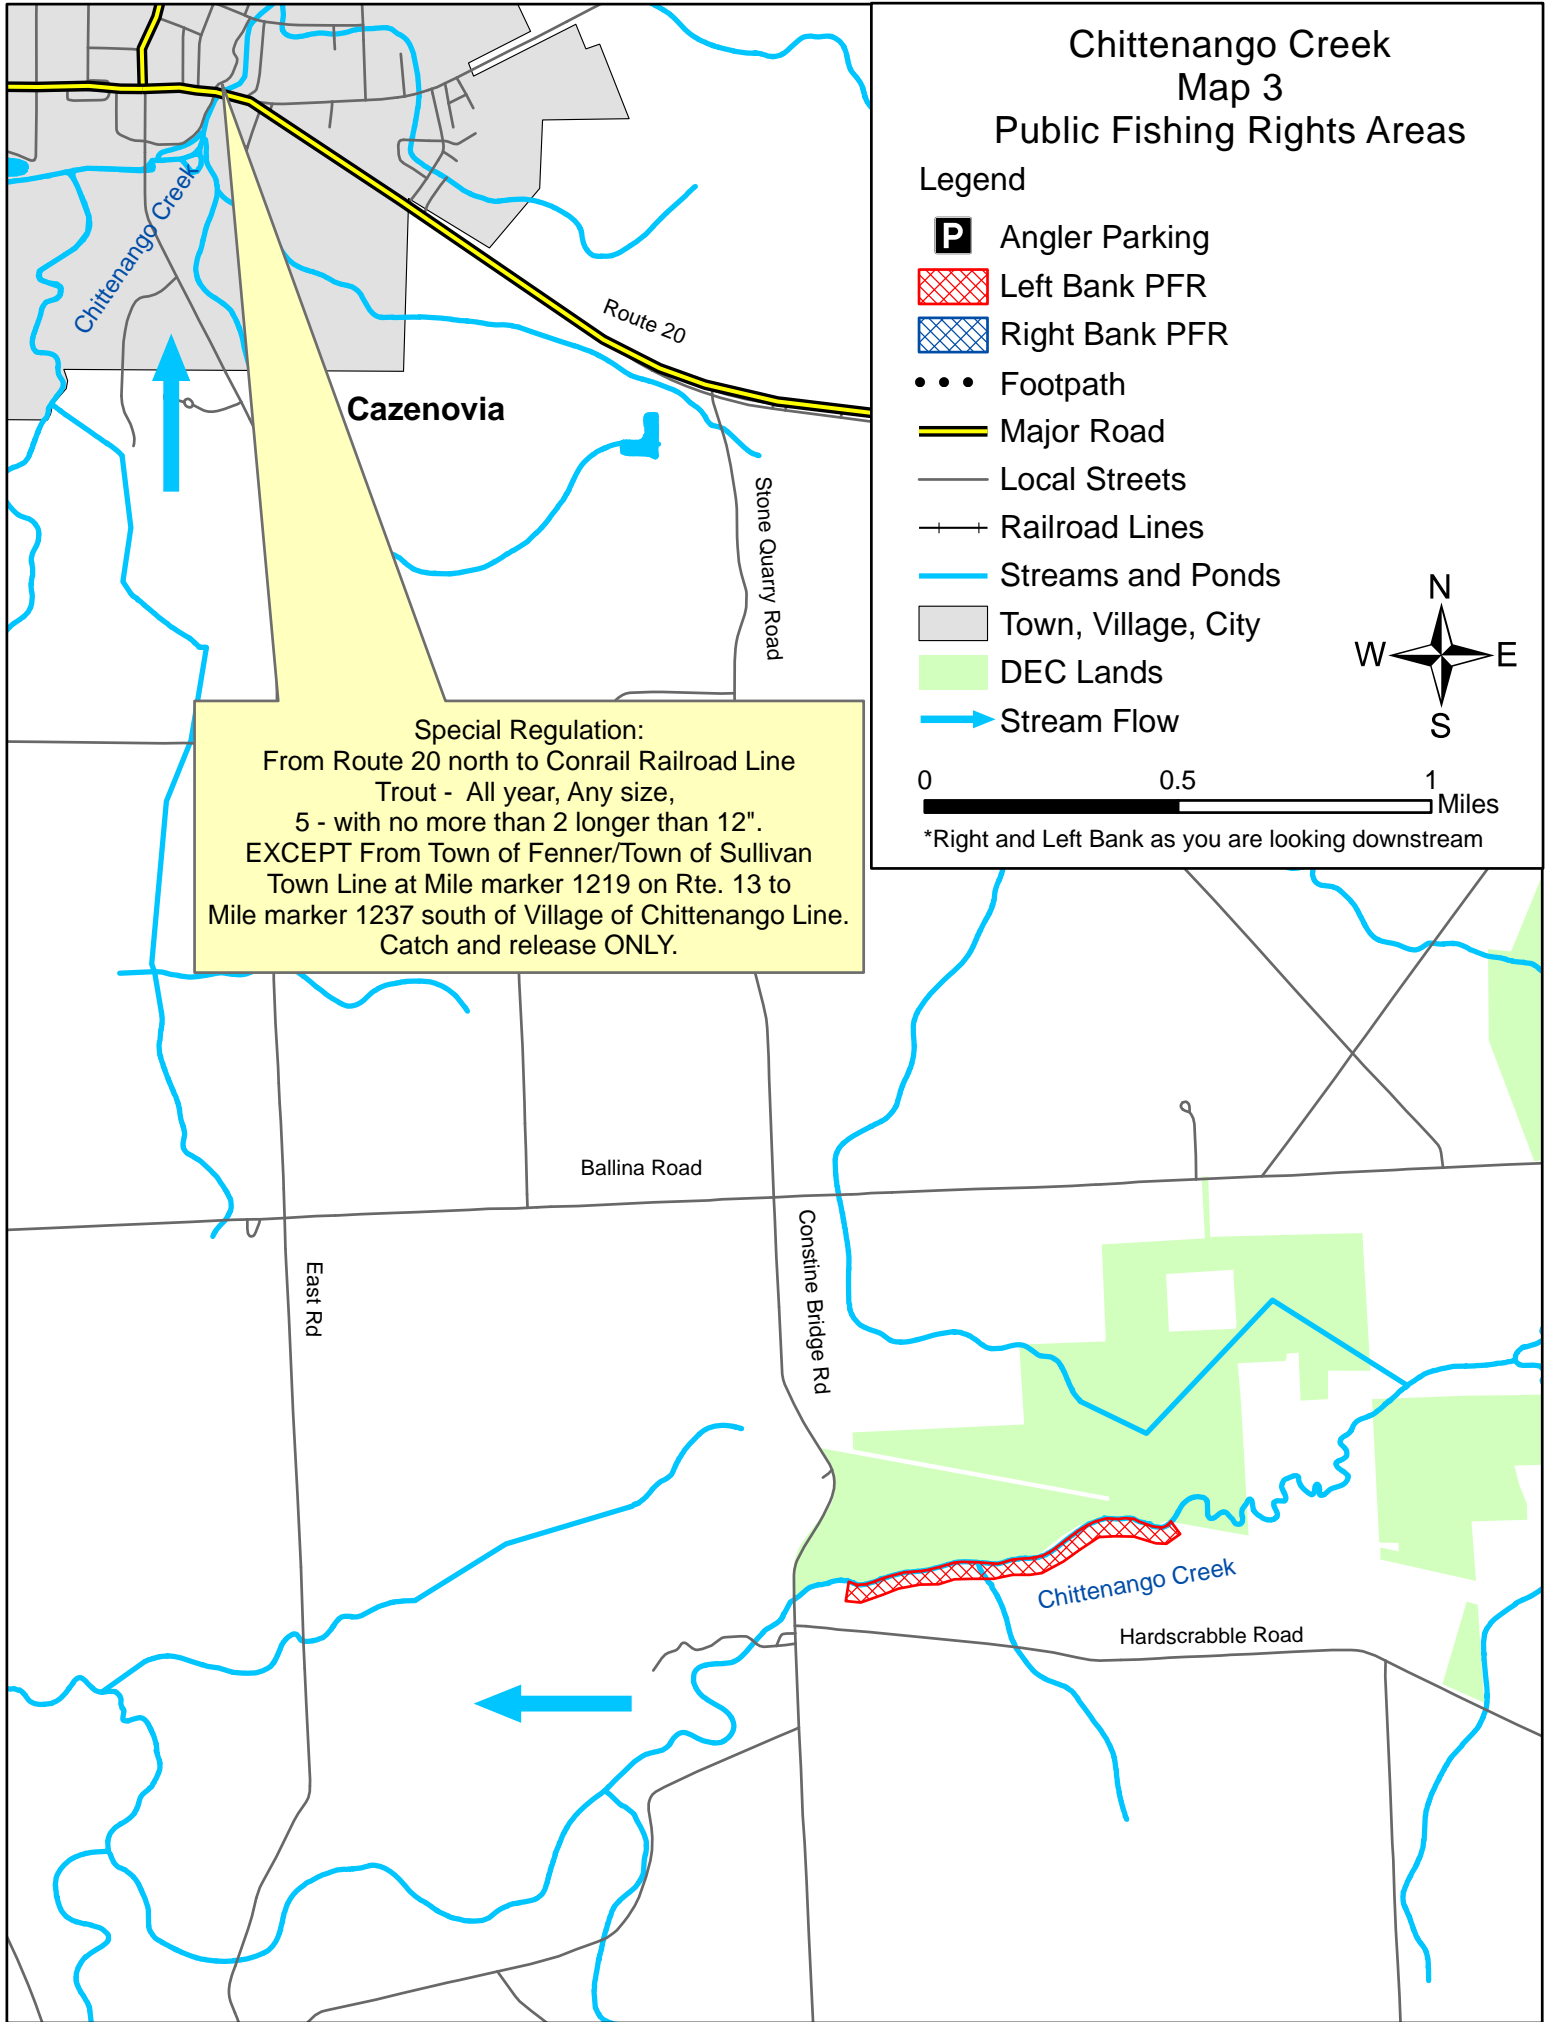 Chittenango Creek
Map 3
Public Fishing Rights Areas
Legend
P Angler Parking
Left Bank PFR
Right Bank PFR
Footpath
Major Road
Local Streets
Railroad Lines
Streams and Ponds
Town, Village, City
DEC Lands
Stream Flow
N
W E
S
0 0.5 1
Miles
*Right and Left Bank as you are looking downstream
Chittenango Creek
Route 20
Cazenovia
Stone Quarry Road
Special Regulation:
From Route 20 north to Conrail Railroad Line
Trout - All year, Any size,
5 - with no more than 2 longer than 12".
EXCEPT From Town of Fenner/Town of Sullivan
Town Line at Mile marker 1219 on Rte. 13 to
Mile marker 1237 south of Village of Chittenango Line.
Catch and release ONLY.
Ballina Road
East Rd
Constine Bridge Rd
Chittenango Creek
Hardscrabble Road